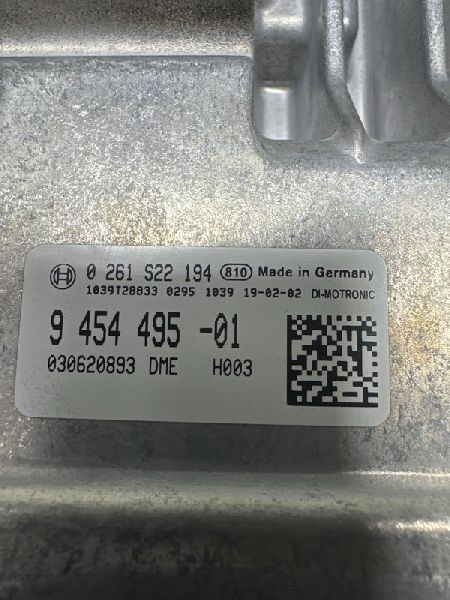 0 261 S22 194 810 Made in Germany
1039T28833 0295 1039 19-02-02 DI-MOTRONIC
9 454 495 -01
030620893 DME H003